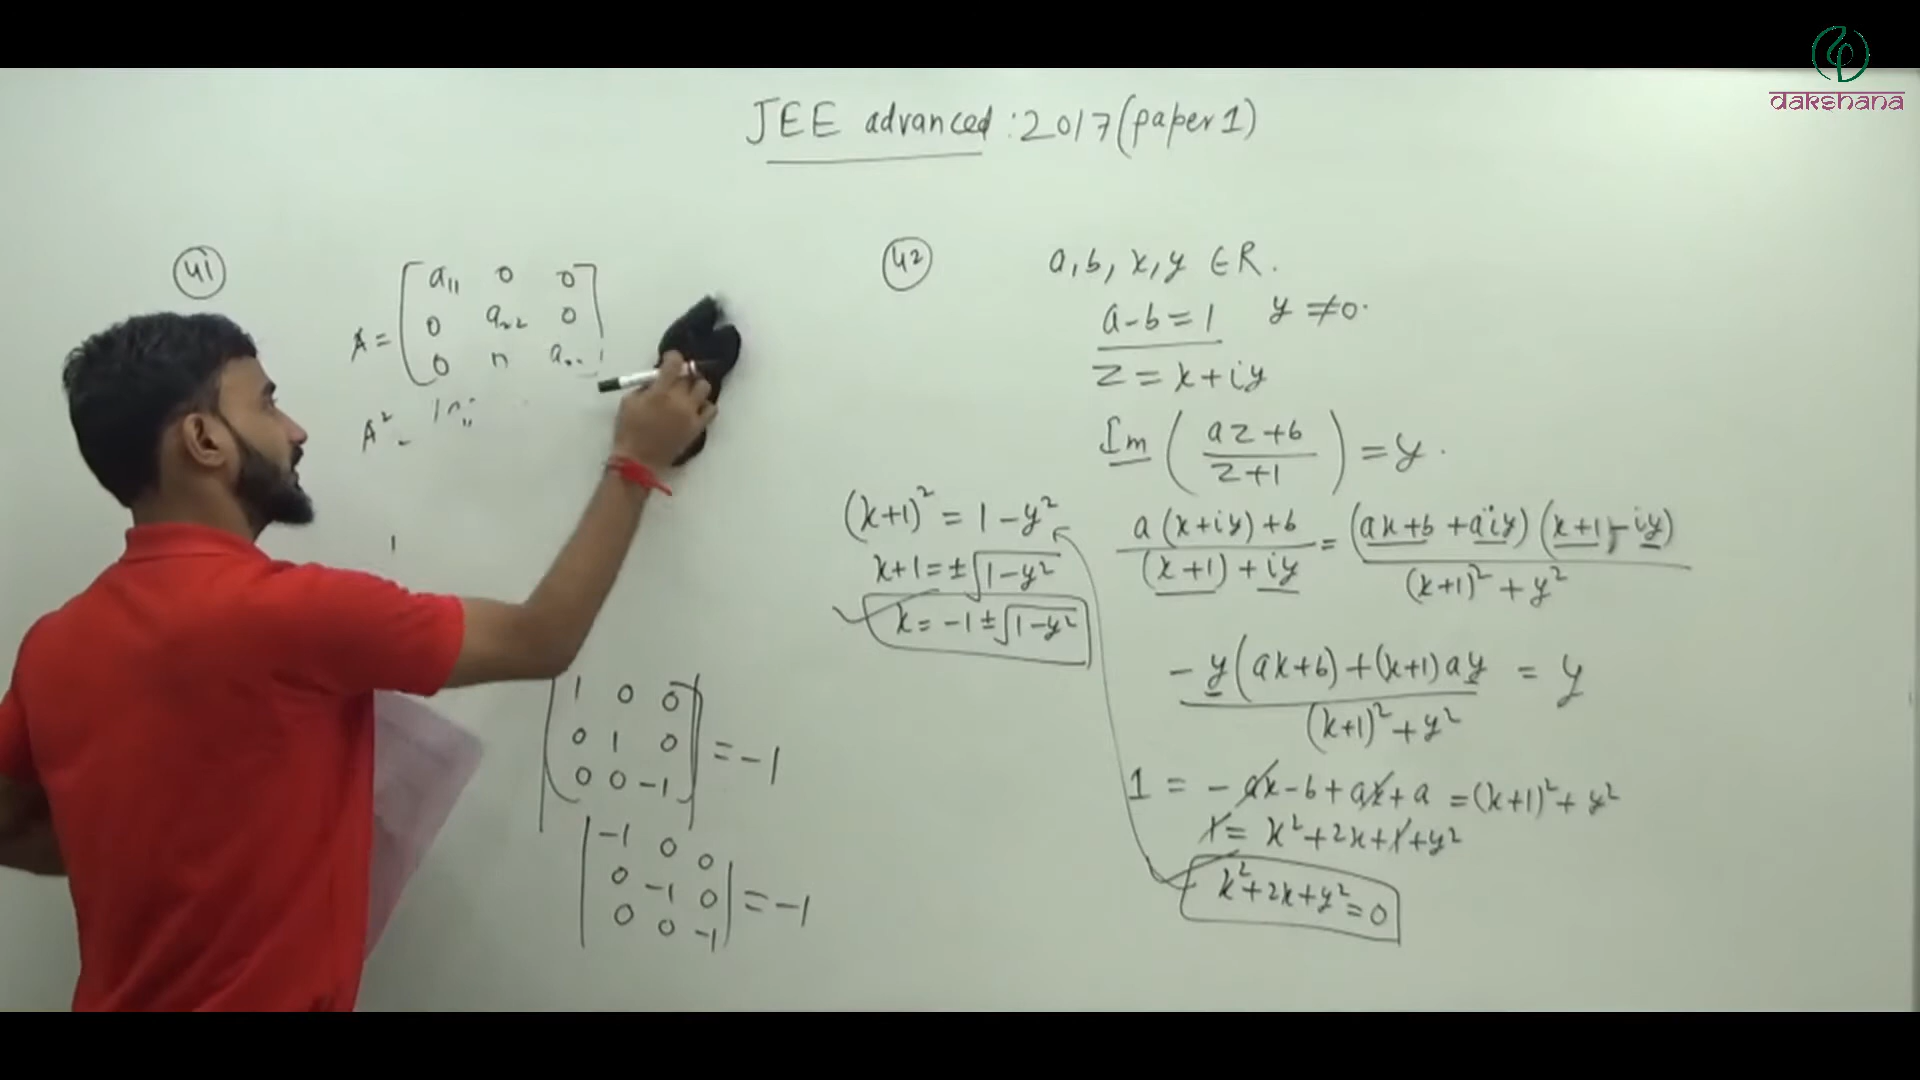 dakshana
JEE advanced : 2017 (paper 1)
41
A = [ a₁₁ 0 0
0 a₂₂ 0
0
A² =
| 1 0 0
0 1 0
0 0 -1 | = -1
| -1 0 0
0 -1 0
0 0 -1 | = -1
42
a, b, x, y ∈ R.
a-b = 1 y ≠ 0.
z = x + iy
Im ( az + b / z + 1 ) = y.
a(x+iy)+b / (x+1)+iy = (ax+b+aiy)(x+1-iy) / (x+1)² + y²
-y(ax+b)+(x+1)ay / (x+1)² + y² = y
1 = -ax-b+ax+a = (x+1)² + y²
1 = x² + 2x + 1 + y²
x² + 2x + y² = 0
(x+1)² = 1 - y²
x+1 = ±√1-y²
x = -1 ± √1-y²